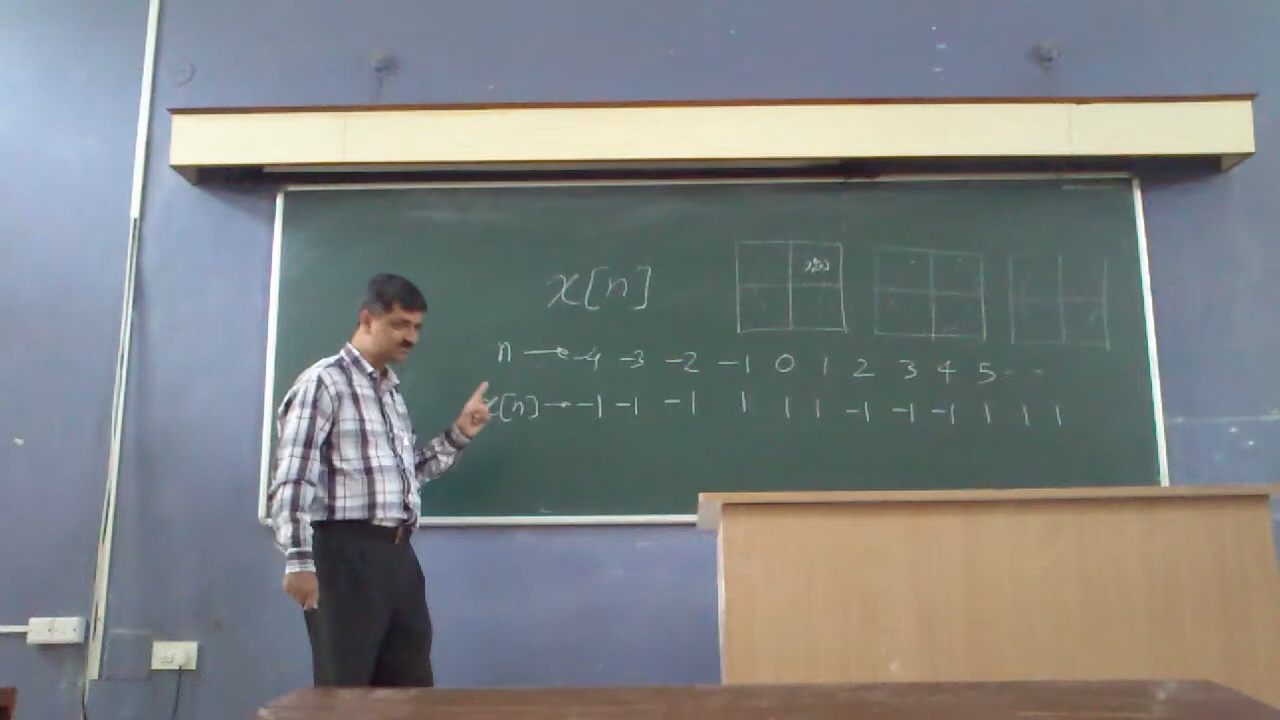 x[n]
n → -4 -3 -2 -1 0 1 2 3 4 5 - -
x[n] → -1 -1 -1 1 1 1 -1 -1 -1 1 1 1